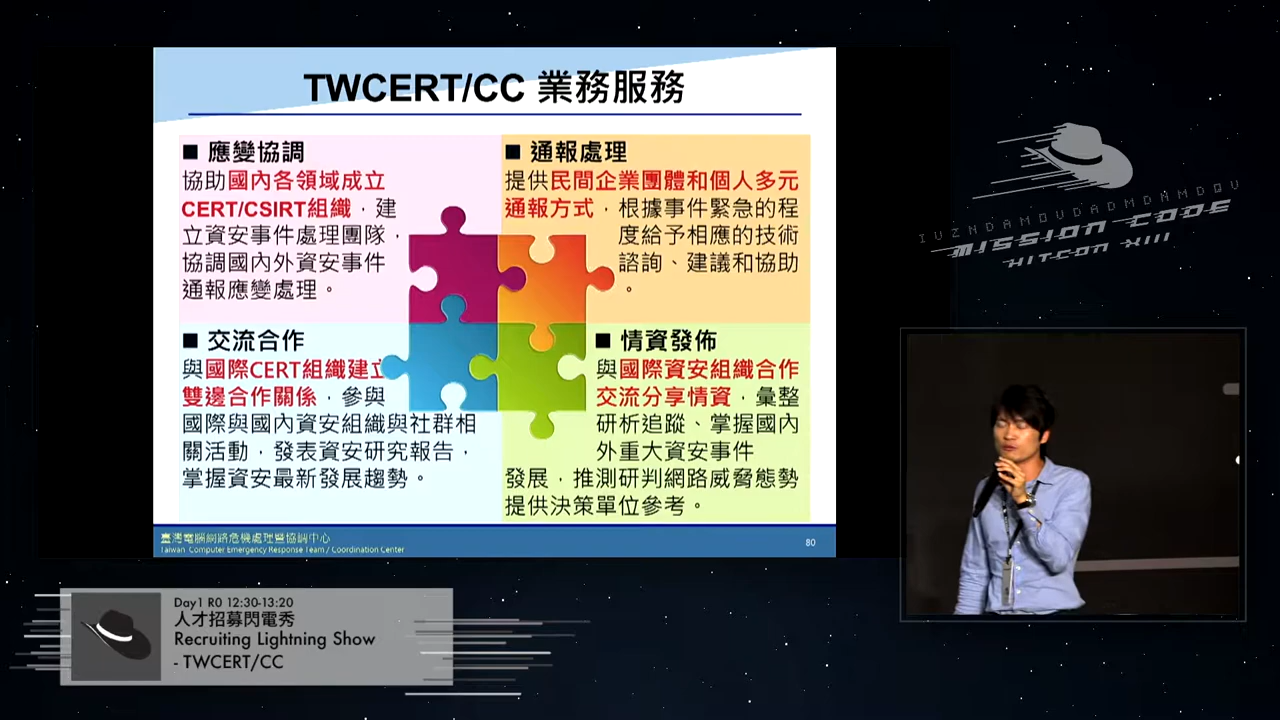 TWCERT/CC 業務服務
■ 應變協調
協助國內各領域成立
CERT/CSIRT組織，建
立資安事件處理團隊，
協調國內外資安事件
通報應變處理。
■ 通報處理
提供民間企業團體和個人多元
通報方式，根據事件緊急的程
度給予相應的技術
諮詢、建議和協助
。
■ 交流合作
與國際CERT組織建立
雙邊合作關係，參與
國際與國內資安組織與社群相
關活動，發表資安研究報告，
掌握資安最新發展趨勢。
■ 情資發佈
與國際資安組織合作
交流分享情資，彙整
研析追蹤、掌握國內
外重大資安事件
發展，推測研判網路威脅態勢
提供決策單位參考。
臺灣電腦網路危機處理暨協調中心
Taiwan Computer Emergency Response Team / Coordination Center
80
IUZNDAMOVDADMDAHMDQU
MISSION CODE
HITCON XIII
Day1 R0 12:30-13:20
人才招募閃電秀
Recruiting Lightning Show
- TWCERT/CC